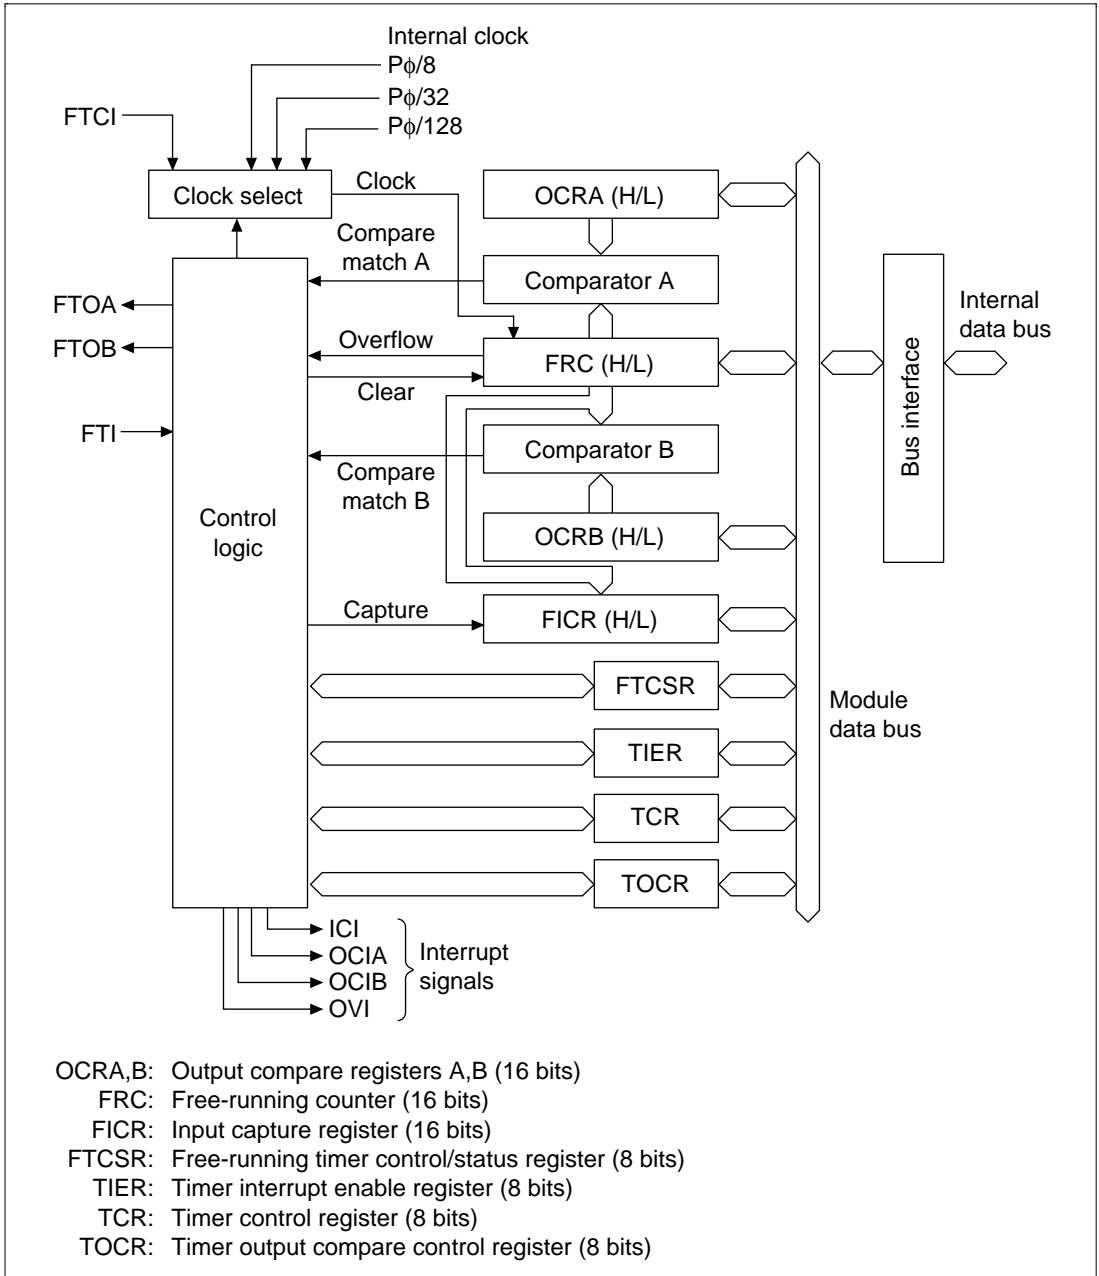 Internal clock
Pϕ/8
Pϕ/32
Pϕ/128
FTCI
Clock select
Clock
OCRA (H/L)
Compare
match A
Comparator A
FTOA
FTOB
Overflow
FRC (H/L)
Clear
Internal
data bus
Bus interface
FTI
Comparator B
Compare
match B
Control
logic
OCRB (H/L)
Capture
FICR (H/L)
FTCSR
Module
data bus
TIER
TCR
TOCR
ICI
OCIA
OCIB
OVI
Interrupt
signals
OCRA,B: Output compare registers A,B (16 bits)
FRC: Free-running counter (16 bits)
FICR: Input capture register (16 bits)
FTCSR: Free-running timer control/status register (8 bits)
TIER: Timer interrupt enable register (8 bits)
TCR: Timer control register (8 bits)
TOCR: Timer output compare control register (8 bits)